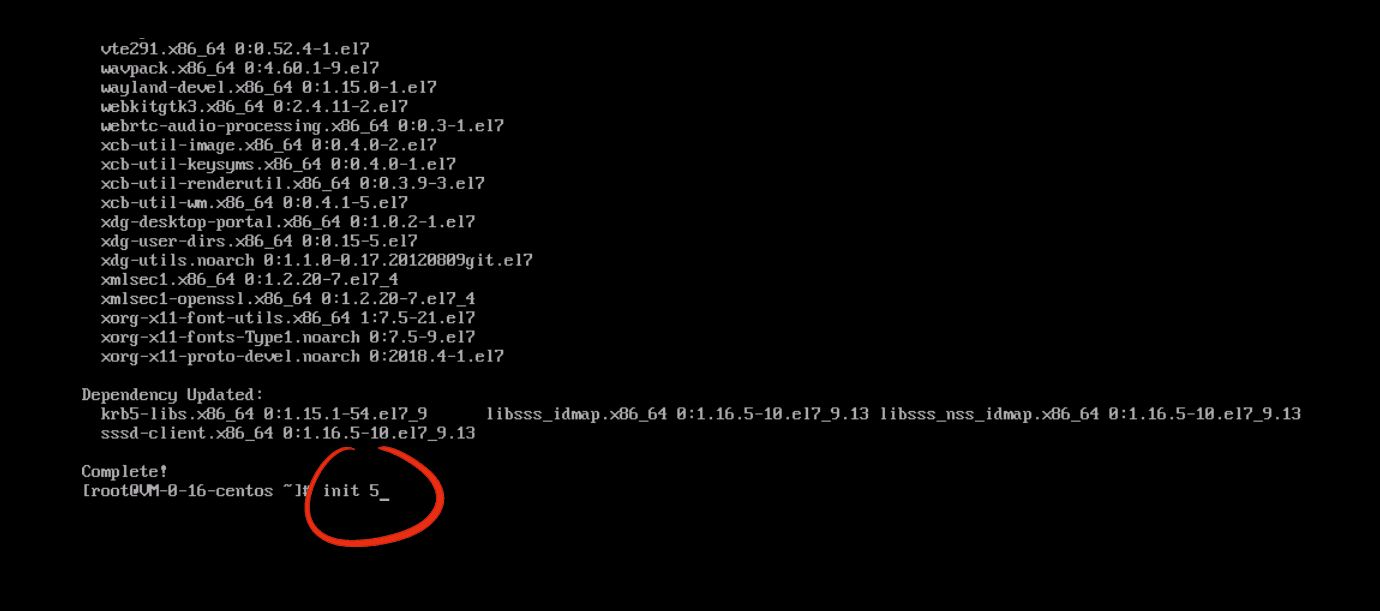 vte291.x86_64 0:0.52.4-1.el7
wavpack.x86_64 0:4.60.1-9.el7
wayland-devel.x86_64 0:1.15.0-1.el7
webkitgtk3.x86_64 0:2.4.11-2.el7
webrtc-audio-processing.x86_64 0:0.3-1.el7
xcb-util-image.x86_64 0:0.4.0-2.el7
xcb-util-keysyms.x86_64 0:0.4.0-1.el7
xcb-util-renderutil.x86_64 0:0.3.9-3.el7
xcb-util-wm.x86_64 0:0.4.1-5.el7
xdg-desktop-portal.x86_64 0:1.0.2-1.el7
xdg-user-dirs.x86_64 0:0.15-5.el7
xdg-utils.noarch 0:1.1.0-0.17.20120809git.el7
xmlsec1.x86_64 0:1.2.20-7.el7_4
xmlsec1-openssl.x86_64 0:1.2.20-7.el7_4
xorg-x11-font-utils.x86_64 1:7.5-21.el7
xorg-x11-fonts-Type1.noarch 0:7.5-9.el7
xorg-x11-proto-devel.noarch 0:2018.4-1.el7
Dependency Updated:
krb5-libs.x86_64 0:1.15.1-54.el7_9 libsss_idmap.x86_64 0:1.16.5-10.el7_9.13 libsss_nss_idmap.x86_64 0:1.16.5-10.el7_9.13
sssd-client.x86_64 0:1.16.5-10.el7_9.13
Complete!
[root@VM-0-16-centos ~]# init 5_